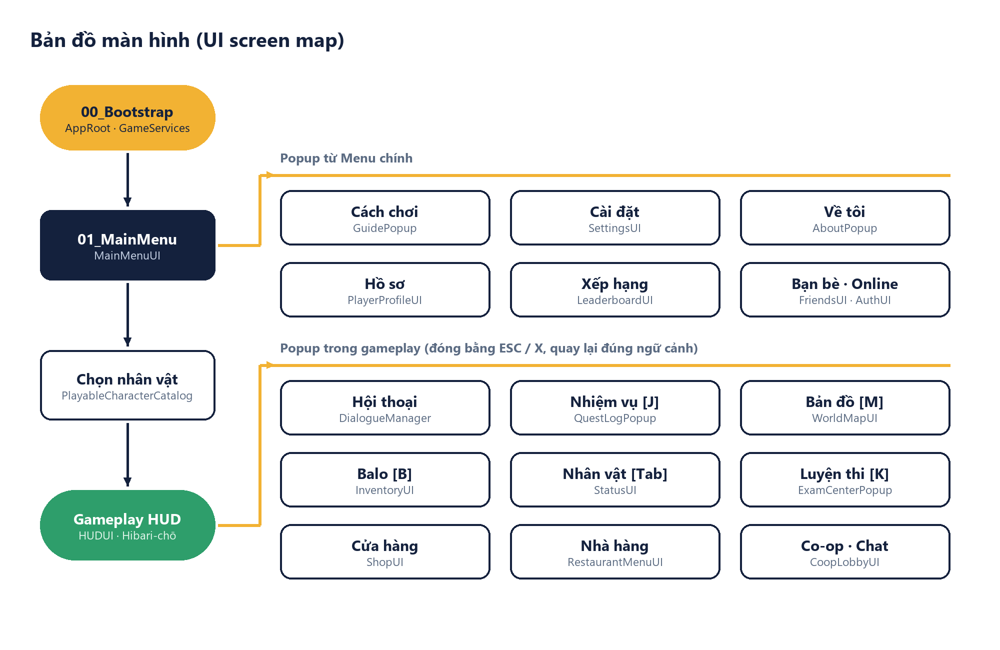 Bản đồ màn hình (UI screen map)
00_Bootstrap
AppRoot · GameServices
01_MainMenu
MainMenuUI
Chọn nhân vật
PlayableCharacterCatalog
Gameplay HUD
HUDUI · Hibari-chō
Popup từ Menu chính
Cách chơi
GuidePopup
Cài đặt
SettingsUI
Về tôi
AboutPopup
Hồ sơ
PlayerProfileUI
Xếp hạng
LeaderboardUI
Bạn bè · Online
FriendsUI · AuthUI
Popup trong gameplay (đóng bằng ESC / X, quay lại đúng ngữ cảnh)
Hội thoại
DialogueManager
Nhiệm vụ [J]
QuestLogPopup
Bản đồ [M]
WorldMapUI
Balo [B]
InventoryUI
Nhân vật [Tab]
StatusUI
Luyện thi [K]
ExamCenterPopup
Cửa hàng
ShopUI
Nhà hàng
RestaurantMenuUI
Co-op · Chat
CoopLobbyUI